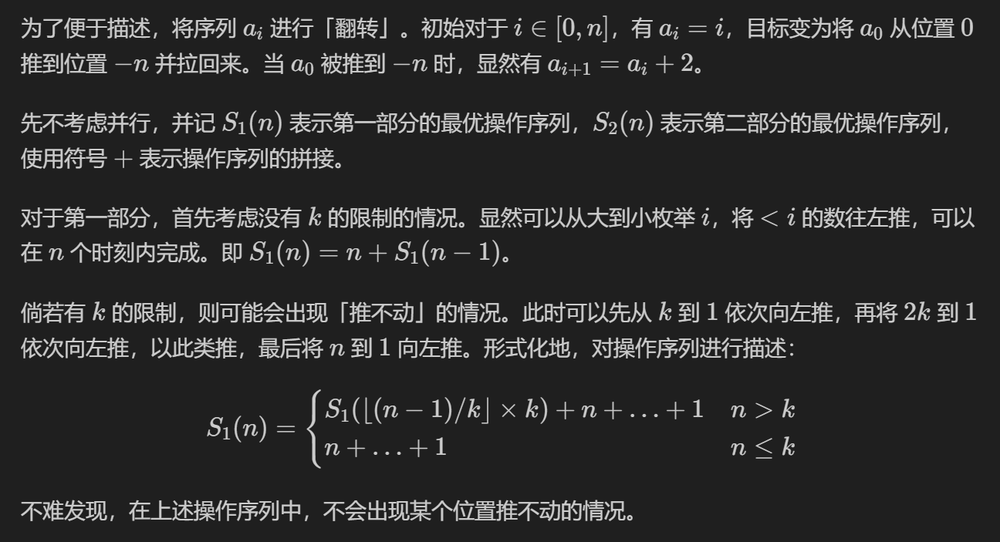 为了便于描述，将序列 $a_i$ 进行「翻转」。初始对于 $i \in [0, n]$，有 $a_i = i$，目标变为将 $a_0$ 从位置 $0$
推到位置 $-n$ 并拉回来。当 $a_0$ 被推到 $-n$ 时，显然有 $a_{i+1} = a_i + 2$。
先不考虑并行，并记 $S_1(n)$ 表示第一部分的最优操作序列，$S_2(n)$ 表示第二部分的最优操作序列，
使用符号 $+$ 表示操作序列的拼接。
对于第一部分，首先考虑没有 $k$ 的限制的情况。显然可以从大到小枚举 $i$，将 $< i$ 的数往左推，可以
在 $n$ 个时刻内完成。即 $S_1(n) = n + S_1(n-1)$。
倘若有 $k$ 的限制，则可能会出现「推不动」的情况。此时可以先从 $k$ 到 $1$ 依次向左推，再将 $2k$ 到 $1$
依次向左推，以此类推，最后将 $n$ 到 $1$ 向左推。形式化地，对操作序列进行描述：
$S_1(n) = \begin{cases} S_1(\lfloor (n-1)/k \rfloor \times k) + n + \ldots + 1 & n > k \\ n + \ldots + 1 & n \leq k \end{cases}$
不难发现，在上述操作序列中，不会出现某个位置推不动的情况。